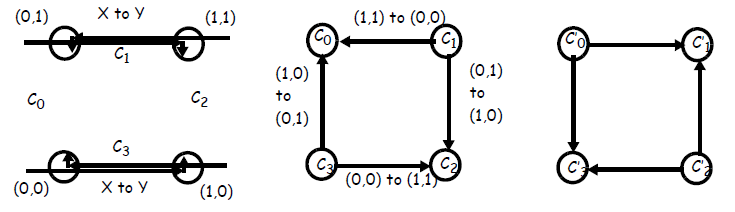 (0,1) X to Y (1,1)
C1
C0 C2
C3
(0,0) X to Y (1,0)
(1,1) to (0,0)
C0 C1
(1,0)
to
(0,1)
(0,1)
to
(1,0)
C3 C2
(0,0) to (1,1)
C'0 C'1
C'3 C'2